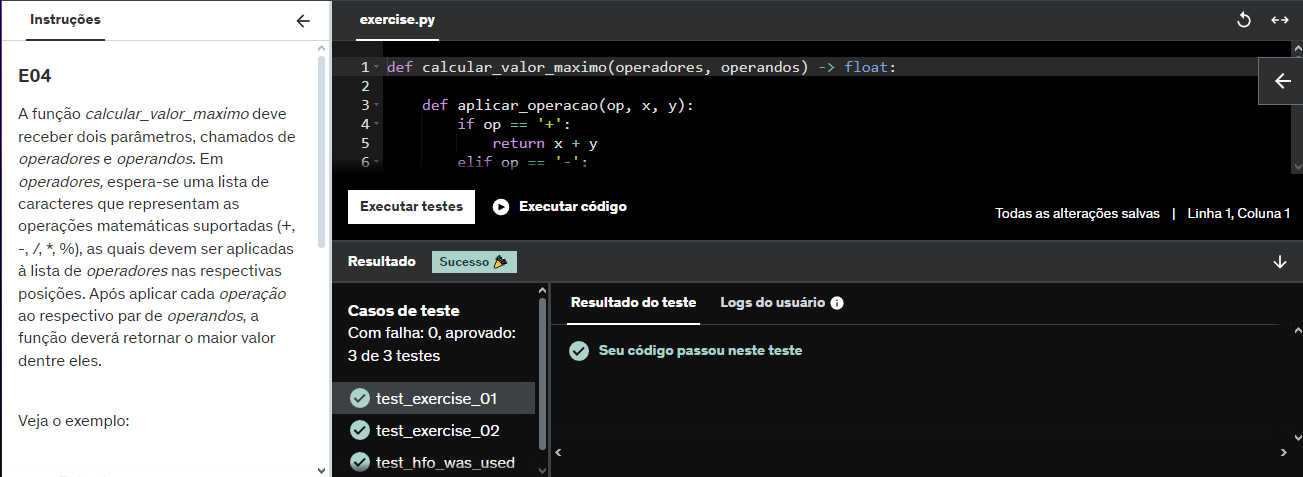 Instruções
E04
A função calcular_valor_maximo deve
receber dois parâmetros, chamados de
operadores e operandos. Em
operadores, espera-se uma lista de
caracteres que representam as
operações matemáticas suportadas (+,
-, /, *, %), as quais devem ser aplicadas
à lista de operadores nas respectivas
posições. Após aplicar cada operação
ao respectivo par de operandos, a
função deverá retornar o maior valor
dentre eles.
Veja o exemplo:
exercise.py
1 def calcular_valor_maximo(operadores, operandos) -> float:
2
3 def aplicar_operacao(op, x, y):
4 if op == '+':
5 return x + y
6 elif op == '-':
Executar testes
Executar código
Todas as alterações salvas | Linha 1, Coluna 1
Resultado
Sucesso
Casos de teste
Com falha: 0, aprovado:
3 de 3 testes
test_exercise_01
test_exercise_02
test_hfo_was_used
Resultado do teste
Logs do usuário
Seu código passou neste teste